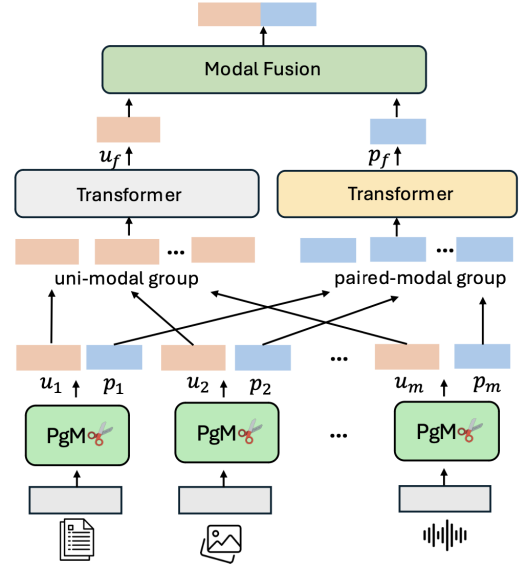 Modal Fusion
u_f p_f
Transformer Transformer
... ...
uni-modal group paired-modal group
...
u_1 p_1 u_2 p_2 u_m p_m
PgM PgM ... PgM